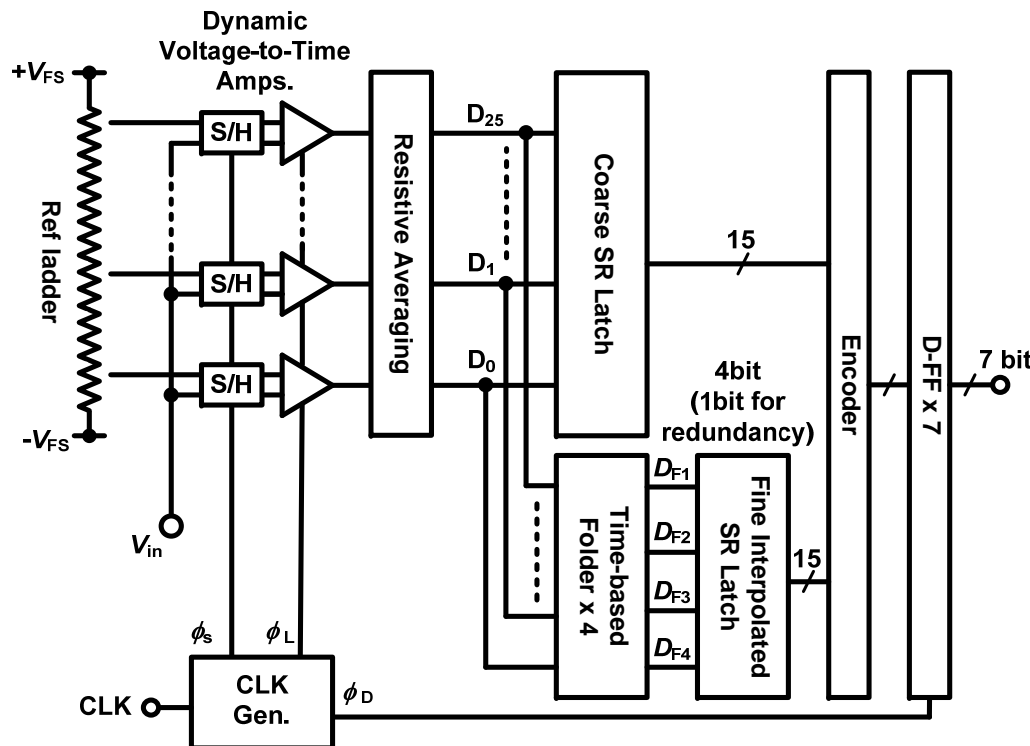 Dynamic
Voltage-to-Time
Amps.
+VFS
Ref ladder
-VFS
S/H
S/H
S/H
Vin
Resistive Averaging
D25
D1
D0
Coarse SR Latch
15
4bit
(1bit for
redundancy)
Time-based
Folder x 4
DF1
DF2
DF3
DF4
Fine Interpolated
SR Latch
15
Encoder
D-FF x 7
7 bit
ϕs
ϕL
CLK
CLK
Gen.
ϕD